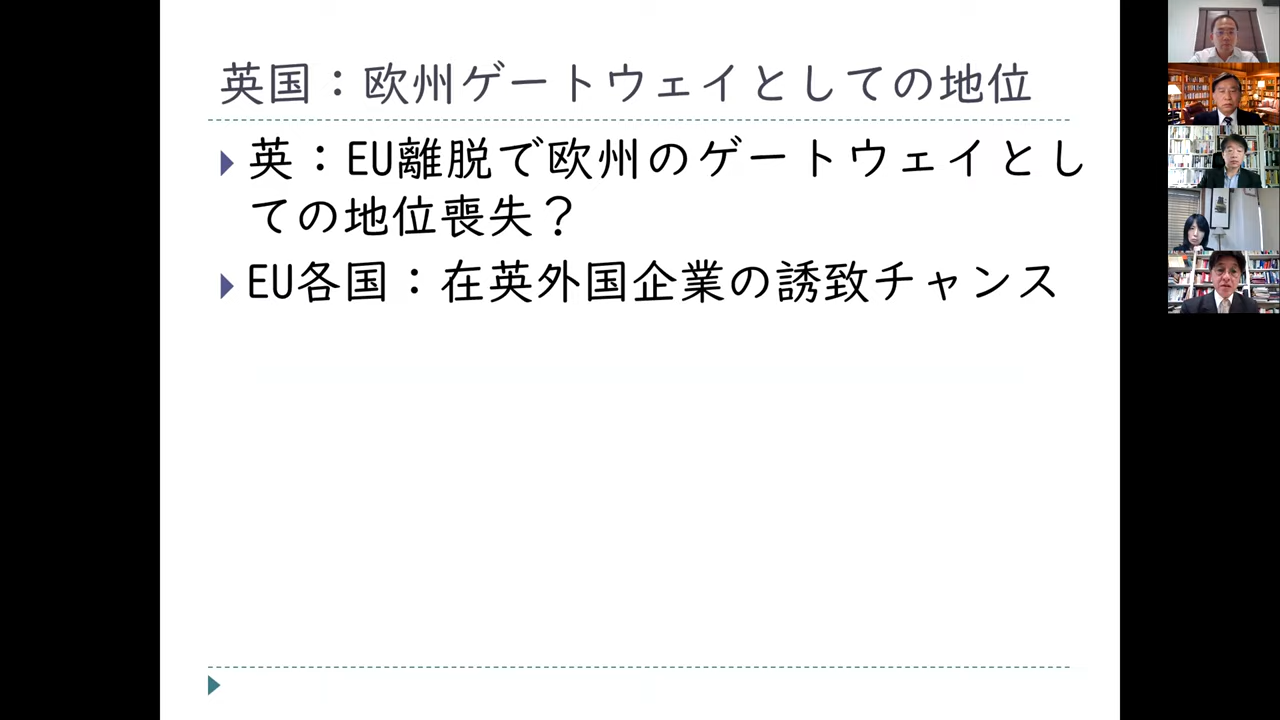 英国：欧州ゲートウェイとしての地位
英：EU離脱で欧州のゲートウェイとし
ての地位喪失？
EU各国：在英外国企業の誘致チャンス